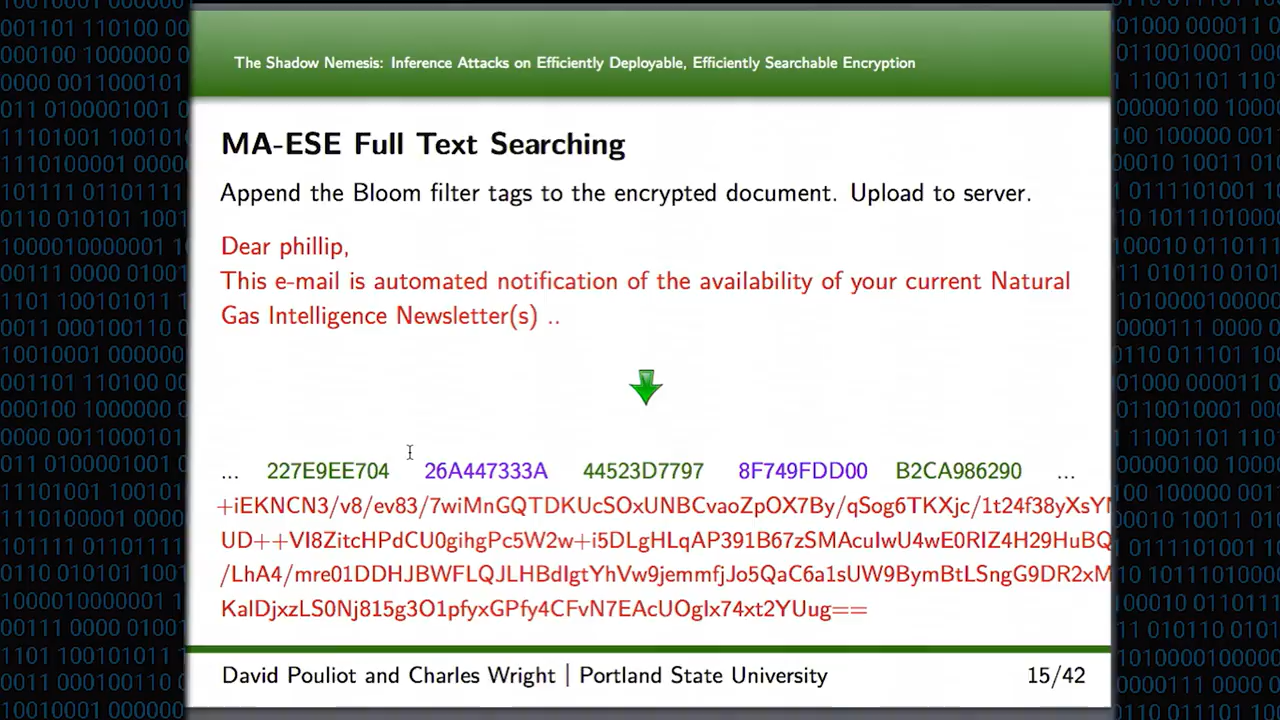 The Shadow Nemesis: Inference Attacks on Efficiently Deployable, Efficiently Searchable Encryption
MA-ESE Full Text Searching
Append the Bloom filter tags to the encrypted document. Upload to server.
Dear phillip,
This e-mail is automated notification of the availability of your current Natural
Gas Intelligence Newsletter(s) ..
... 227E9EE704 26A447333A 44523D7797 8F749FDD00 B2CA986290 ...
+iEKNCN3/v8/ev83/7wiMnGQTDKUcSOxUNBCvaoZpOX7By/qSog6TKXjc/1t24f38yXsY
UD++VI8ZitcHPdCU0gihgPc5W2w+i5DLgHLqAP391B67zSMAcuIwU4wE0RIZ4H29HuBQ
/LhA4/mre01DDHJBWFLQJLHBdIgtYhVw9jemmfjJo5QaC6a1sUW9BymBtLSngG9DR2xM
KaIDjxzLS0Nj815g3O1pfyxGPfy4CFvN7EAcUOgIx74xt2YUug==
David Pouliot and Charles Wright | Portland State University 15/42